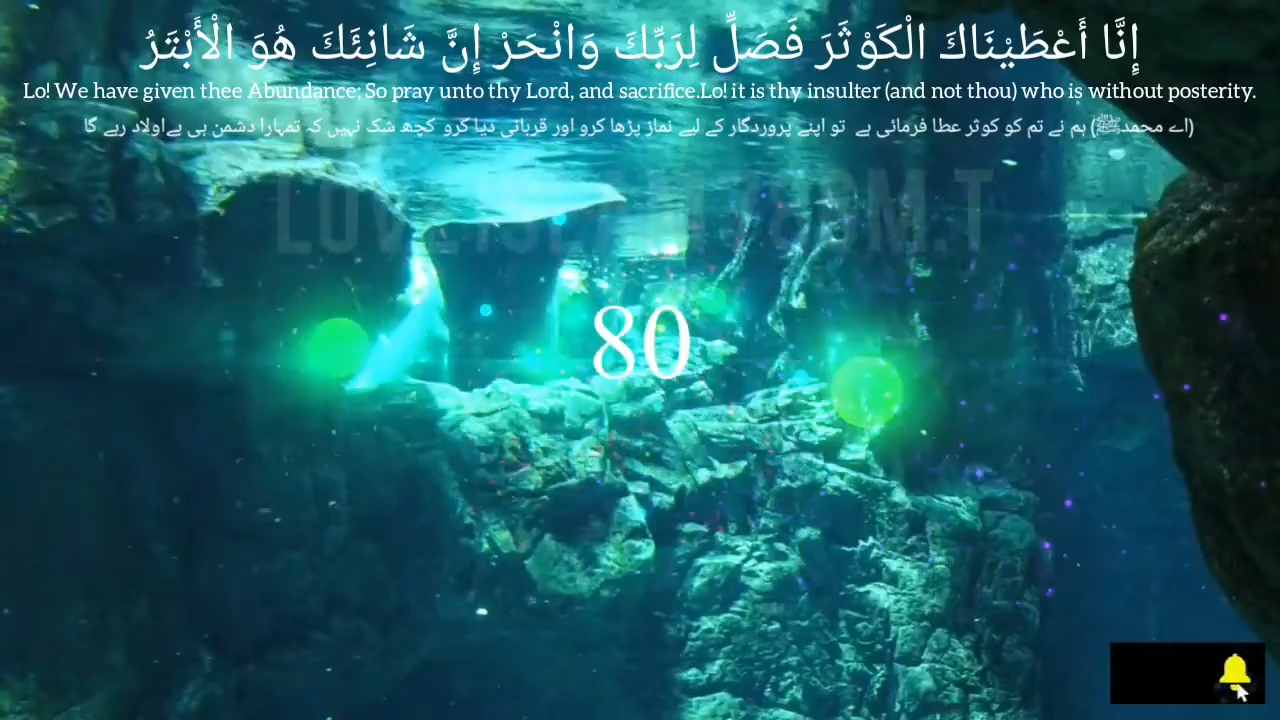 إِنَّا أَعْطَيْنَاكَ الْكَوْثَرَ فَصَلِّ لِرَبِّكَ وَانْحَرْ إِنَّ شَانِئَكَ هُوَ الْأَبْتَرُ
Lo! We have given thee Abundance; So pray unto thy Lord, and sacrifice.Lo! it is thy insulter (and not thou) who is without posterity.
(اے محمدﷺ) ہم نے تم کو کوثر عطا فرمائی ہے تو اپنے پروردگار کے لیے نماز پڑھا کرو اور قربانی دیا کرو کچھ شک نہیں کہ تمہارا دشمن ہی بےاولاد رہے گا
80